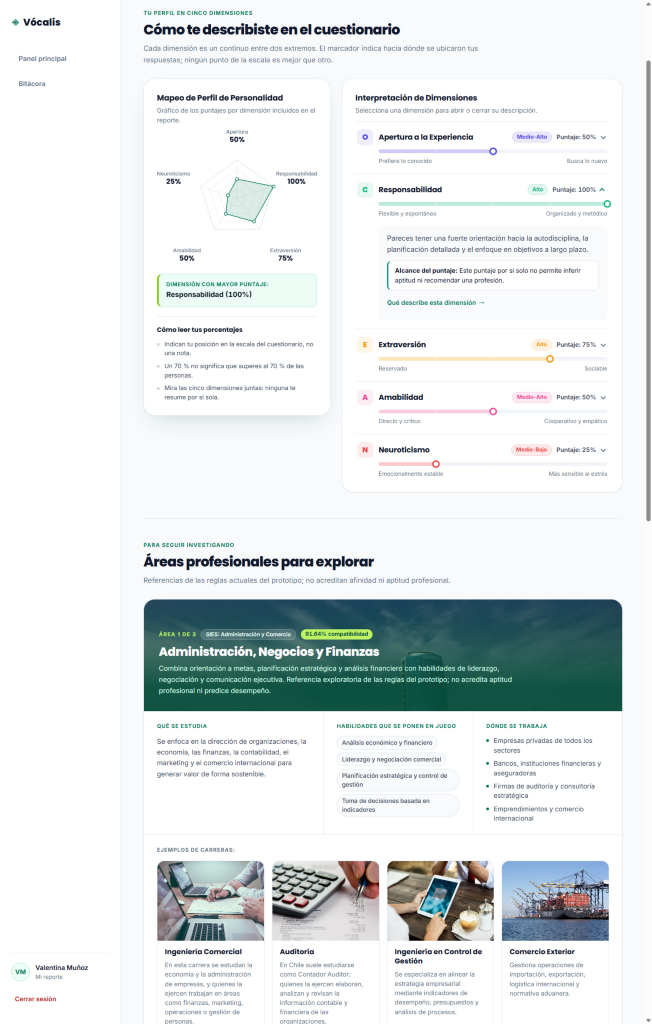 Vócalis
Panel principal
Bitácora
TU PERFIL EN CINCO DIMENSIONES
Cómo te describiste en el cuestionario
Cada dimensión es un continuo entre dos extremos. El marcador indica hacia dónde se ubicaron tus
respuestas; ningún punto de la escala es mejor que otro.
Mapeo de Perfil de Personalidad
Gráfico de los puntajes por dimensión incluidos en el
reporte.
Apertura
50%
Neuroticismo
25%
Responsabilidad
100%
Amabilidad
50%
Extraversión
75%
DIMENSIÓN CON MAYOR PUNTAJE:
Responsabilidad (100%)
Cómo leer tus porcentajes
Indican tu posición en la escala del cuestionario, no
una nota.
Un 70 % no significa que superes al 70 % de las
personas.
Mira las cinco dimensiones juntas: ninguna te
resume por sí sola.
Interpretación de Dimensiones
Selecciona una dimensión para abrir o cerrar su descripción.
O
Apertura a la Experiencia
Medio-Alto
Puntaje: 50%
Prefiere lo conocido
Busca lo nuevo
C
Responsabilidad
Alto
Puntaje: 100%
Flexible y espontáneo
Organizado y metódico
Pareces tener una fuerte orientación hacia la autodisciplina, la
planificación detallada y el enfoque en objetivos a largo plazo.
Alcance del puntaje: Este puntaje por sí solo no permite inferir
aptitud ni recomendar una profesión.
Qué describe esta dimensión →
E
Extraversión
Alto
Puntaje: 75%
Reservado
Sociable
A
Amabilidad
Medio-Alto
Puntaje: 50%
Directo y crítico
Cooperativo y empático
N
Neuroticismo
Medio-Bajo
Puntaje: 25%
Emocionalmente estable
Más sensible al estrés
PARA SEGUIR INVESTIGANDO
Áreas profesionales para explorar
Referencias de las reglas actuales del prototipo; no acreditan afinidad ni aptitud profesional.
ÁREA 1 DE 3
SIES: Administración y Comercio
91.64% compatibilidad
Administración, Negocios y Finanzas
Combina orientación a metas, planificación estratégica y análisis financiero con habilidades de liderazgo,
negociación y comunicación ejecutiva. Referencia exploratoria de las reglas del prototipo; no acredita aptitud
profesional ni predice desempeño.
QUÉ SE ESTUDIA
Se enfoca en la dirección de organizaciones, la
economía, las finanzas, la contabilidad, el
marketing y el comercio internacional para
generar valor de forma sostenible.
HABILIDADES QUE SE PONEN EN JUEGO
Análisis económico y financiero
Liderazgo y negociación comercial
Planificación estratégica y control de
gestión
Toma de decisiones basada en
indicadores
DÓNDE SE TRABAJA
Empresas privadas de todos los
sectores
Bancos, instituciones financieras y
aseguradoras
Firmas de auditoría y consultoría
estratégica
Emprendimientos y comercio
internacional
EJEMPLOS DE CARRERAS:
Ingeniería Comercial
En esta carrera se estudian la
economía y la administración
de empresas, y quienes la
ejercen trabajan en áreas
como finanzas, marketing,
operaciones o gestión de
personas.
Auditoría
En Chile suele estudiarse
como Contador Auditor;
quienes la ejercen elaboran,
analizan y revisan la
información contable y
financiera de las
organizaciones.
Ingeniería en Control de
Gestión
Se especializa en alinear la
estrategia empresarial
mediante indicadores de
desempeño, presupuestos y
análisis de procesos.
Comercio Exterior
Gestiona operaciones de
importación, exportación,
logística internacional y
normativa aduanera.
VM
Valentina Muñoz
Mi reporte
Cerrar sesión